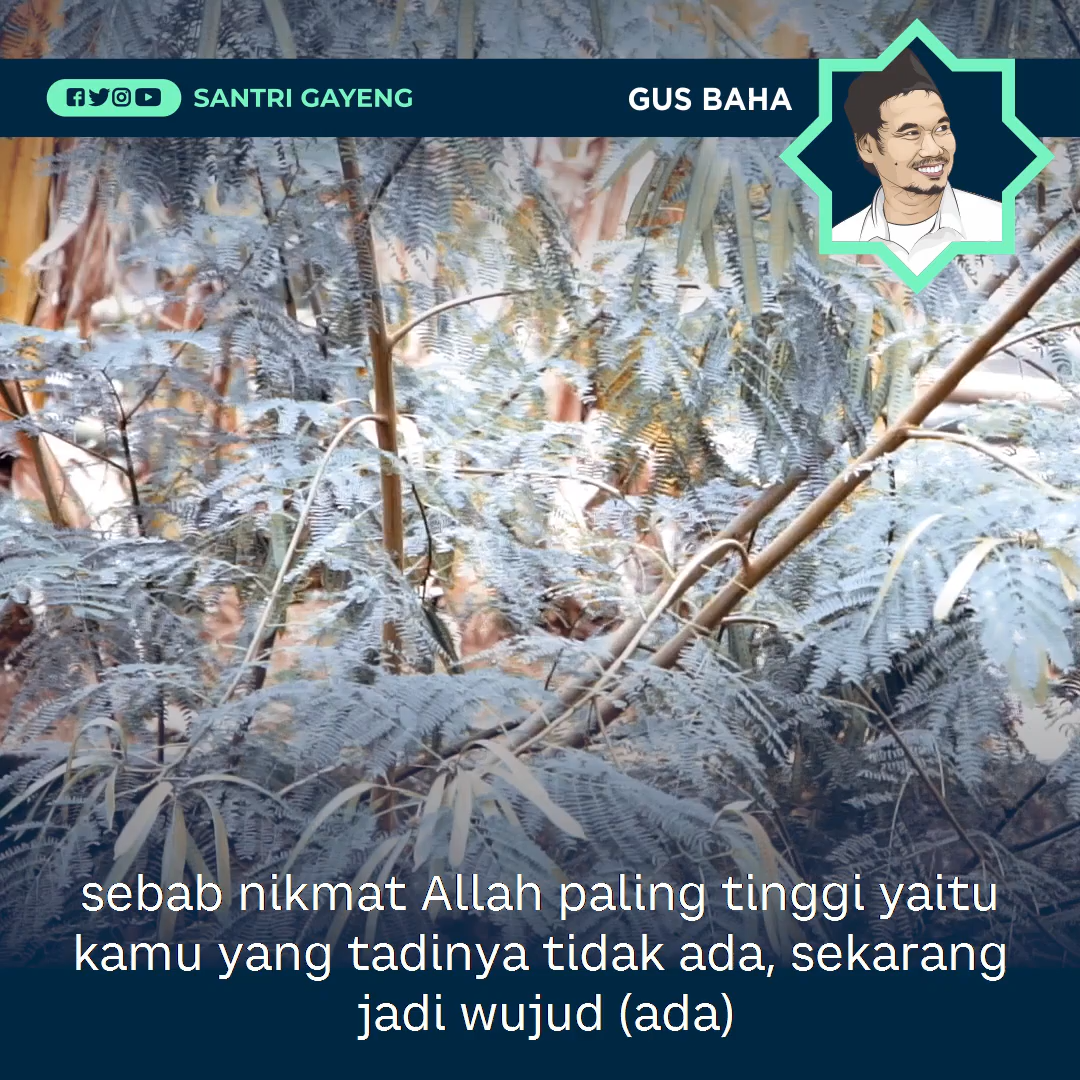 SANTRI GAYENG
GUS BAHA
sebab nikmat Allah paling tinggi yaitu
kamu yang tadinya tidak ada, sekarang
jadi wujud (ada)